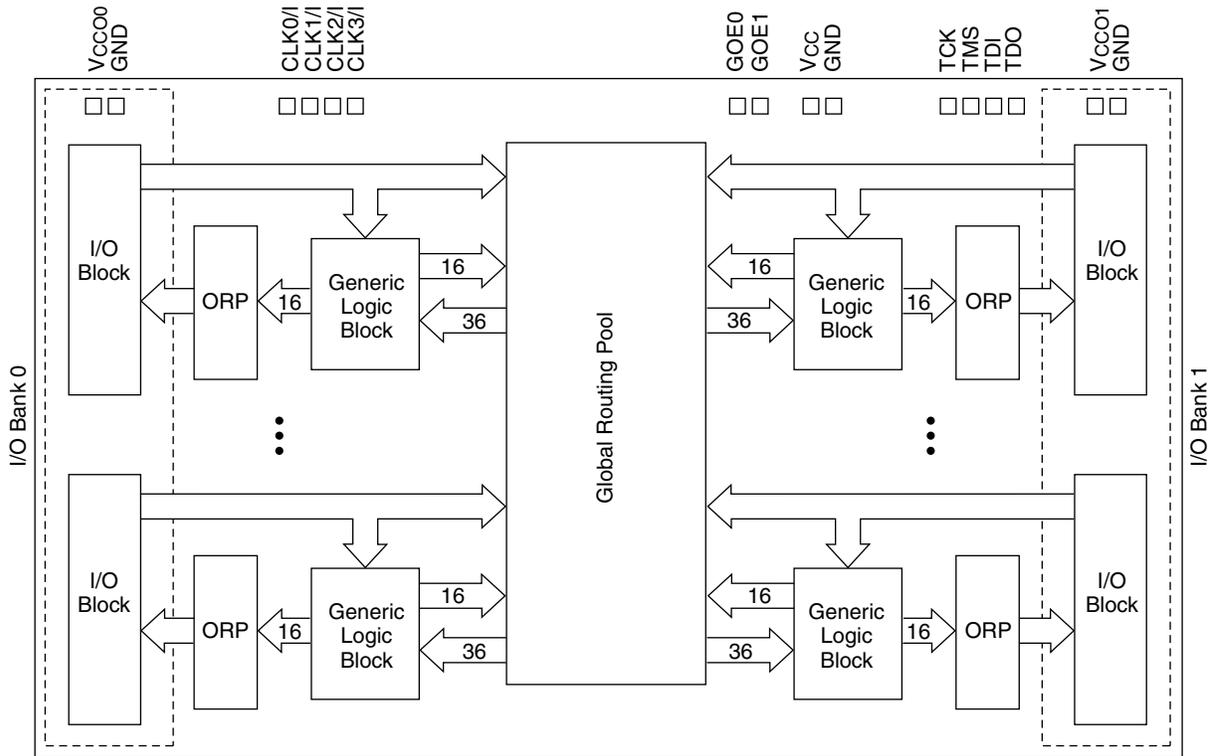 VCCO0
GND
CLK0/I
CLK1/I
CLK2/I
CLK3/I
GOE0
GOE1
VCC
GND
TCK
TMS
TDI
TDO
VCCO1
GND
I/O Bank 0
I/O
Block
ORP
16
Generic
Logic
Block
16
36
Global Routing Pool
16
36
Generic
Logic
Block
16
ORP
I/O
Block
I/O Bank 1
I/O
Block
ORP
16
Generic
Logic
Block
16
36
16
36
Generic
Logic
Block
16
ORP
I/O
Block